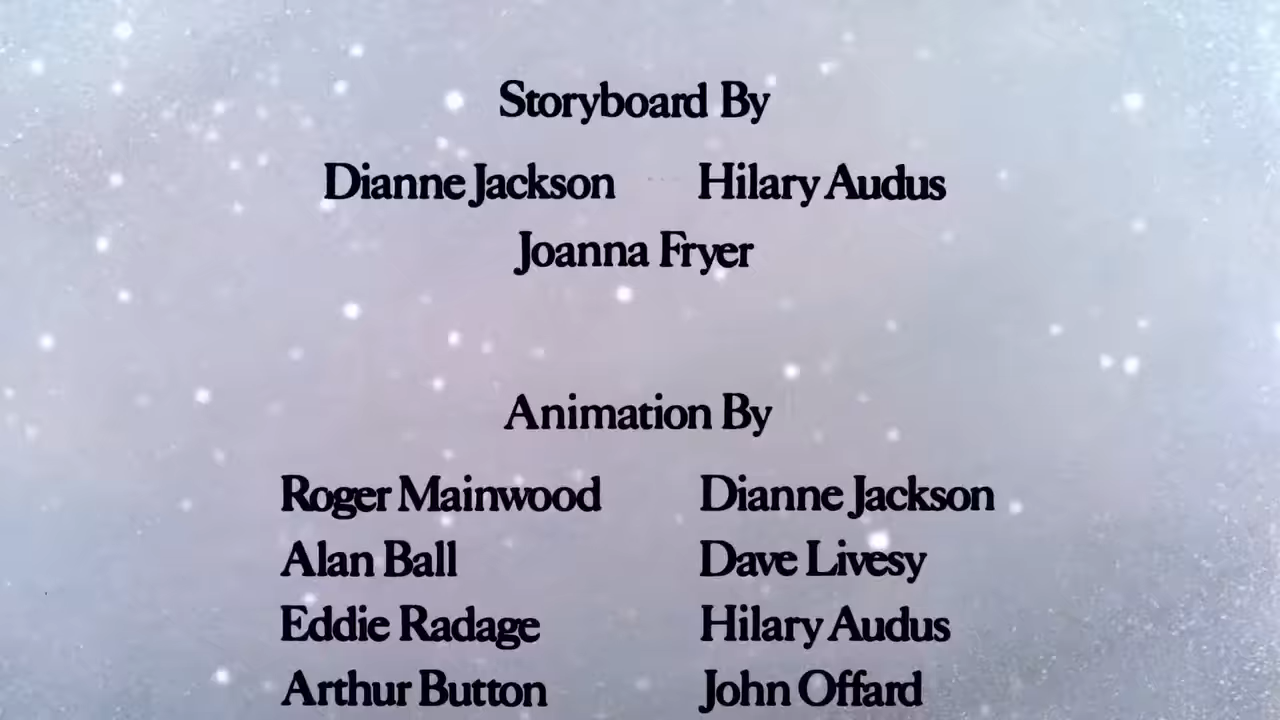 Storyboard By
Dianne Jackson Hilary Audus
Joanna Fryer
Animation By
Roger Mainwood Dianne Jackson
Alan Ball Dave Livesy
Eddie Radage Hilary Audus
Arthur Button John Offard